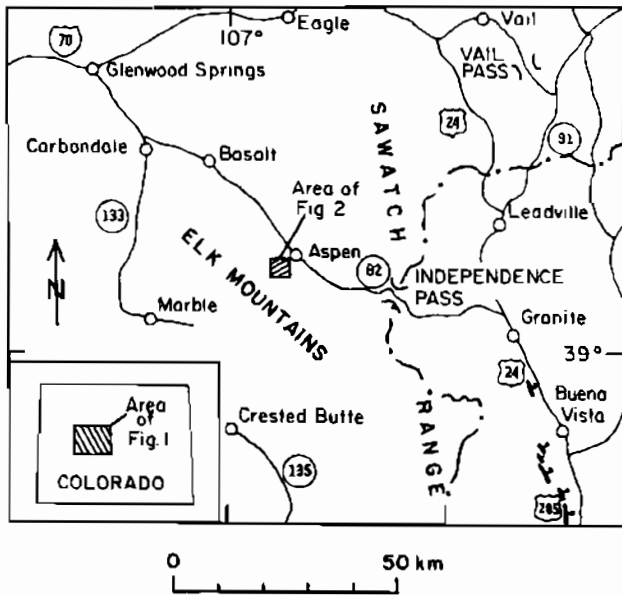 70
107°
Eagle
Vail
Glenwood Springs
VAIL
PASS
24
91
Carbondale
Basalt
SAWATCH
Area of
Fig 2
133
Leadville
ELK MOUNTAINS
Aspen
82
INDEPENDENCE
PASS
N
Marble
Granite
39°
24
Area
of
Fig. 1
COLORADO
Crested Butte
RANGE
Buena
Vista
135
285
0
50 km